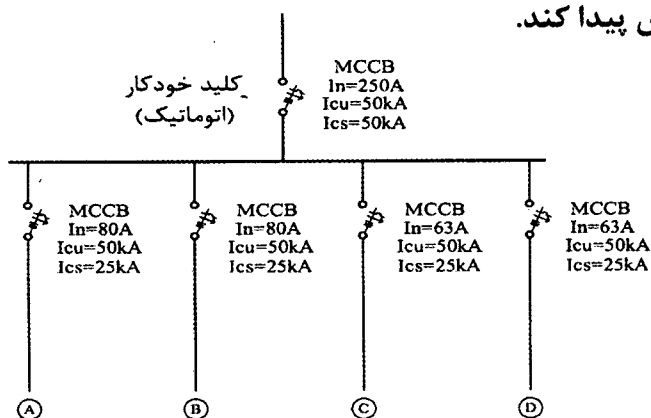 پیدا کند.
کلید خودکار
(اتوماتیک)
MCCB
In=250A
Icu=50kA
Ics=50kA
MCCB
In=80A
Icu=50kA
Ics=25kA
MCCB
In=80A
Icu=50kA
Ics=25kA
MCCB
In=63A
Icu=50kA
Ics=25kA
MCCB
In=63A
Icu=50kA
Ics=25kA
A
B
C
D